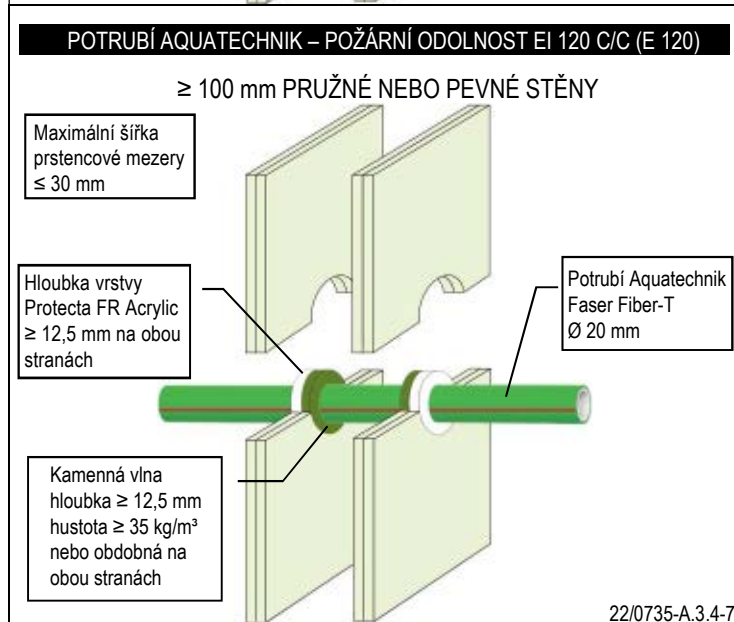 POTRUBÍ AQUATECHNIK – POŽÁRNÍ ODOLNOST EI 120 C/C (E 120)
≥ 100 mm PRUŽNÉ NEBO PEVNÉ STĚNY
Maximální šířka
prstencové mezery
≤ 30 mm
Hloubka vrstvy
Protecta FR Acrylic
≥ 12,5 mm na obou
stranách
Potrubí Aquatechnik
Faser Fiber-T
Ø 20 mm
Kamenná vlna
hloubka ≥ 12,5 mm
hustota ≥ 35 kg/m³
nebo obdobná na
obou stranách
22/0735-A.3.4-7